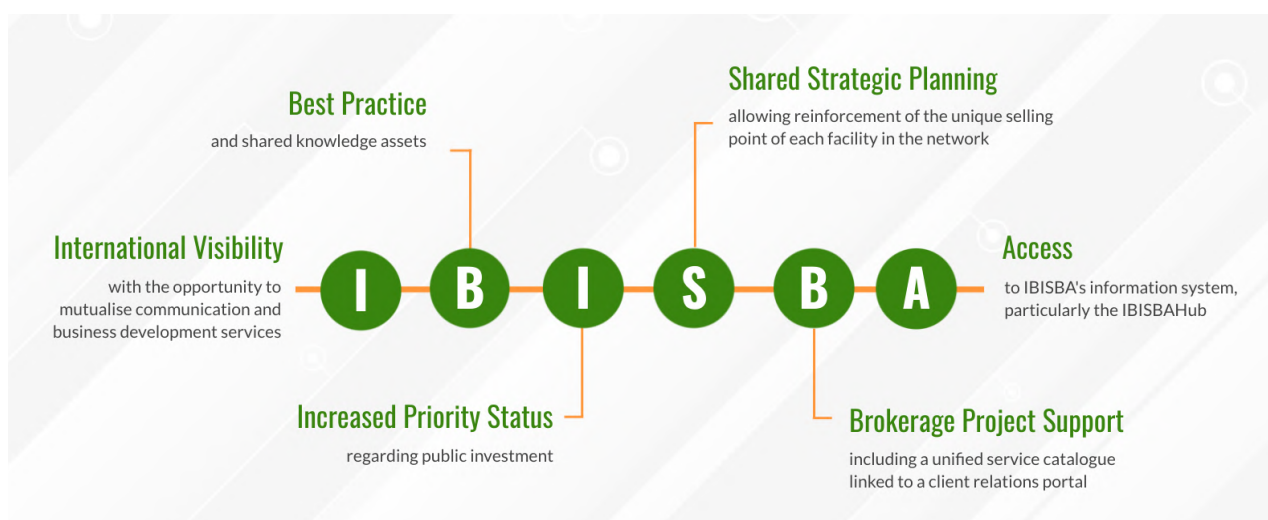 International Visibility
with the opportunity to
mutualise communication and
business development services
Best Practice
and shared knowledge assets
Increased Priority Status
regarding public investment
Shared Strategic Planning
allowing reinforcement of the unique selling
point of each facility in the network
Brokerage Project Support
including a unified service catalogue
linked to a client relations portal
Access
to IBISBA's information system,
particularly the IBISBAHub
I B I S B A